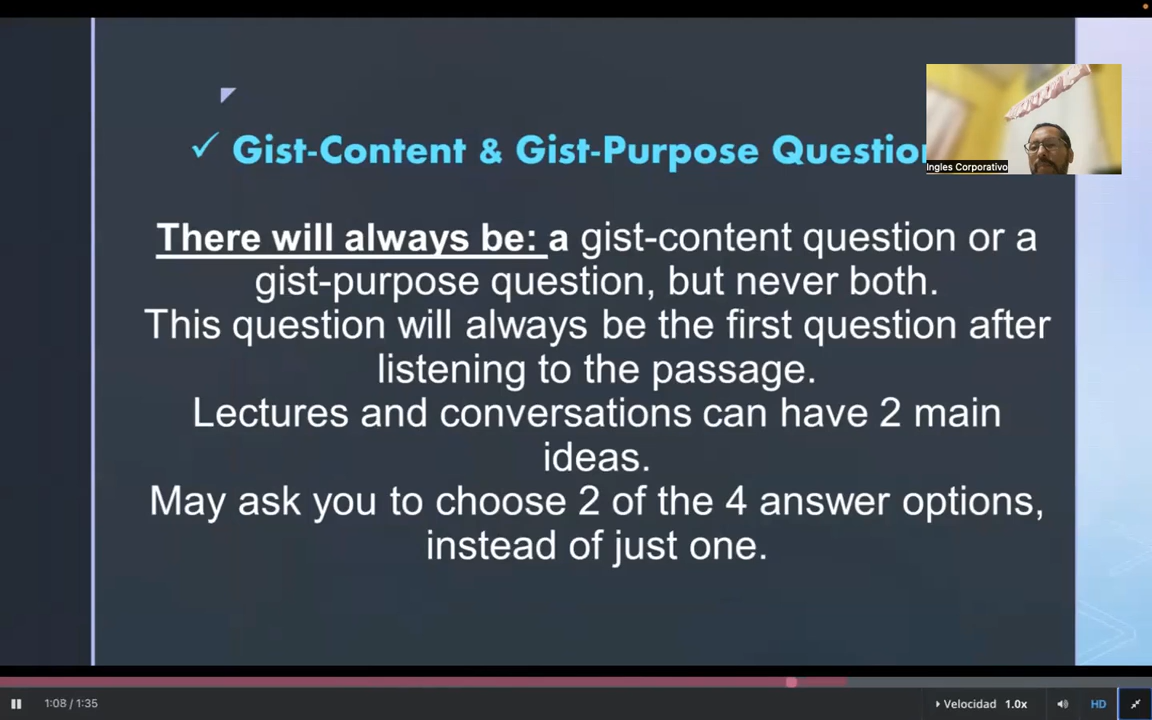 ✓ Gist-Content & Gist-Purpose Question
Ingles Corporativo
There will always be: a gist-content question or a
gist-purpose question, but never both.
This question will always be the first question after
listening to the passage.
Lectures and conversations can have 2 main
ideas.
May ask you to choose 2 of the 4 answer options,
instead of just one.
1:08 / 1:35
Velocidad 1.0x
HD